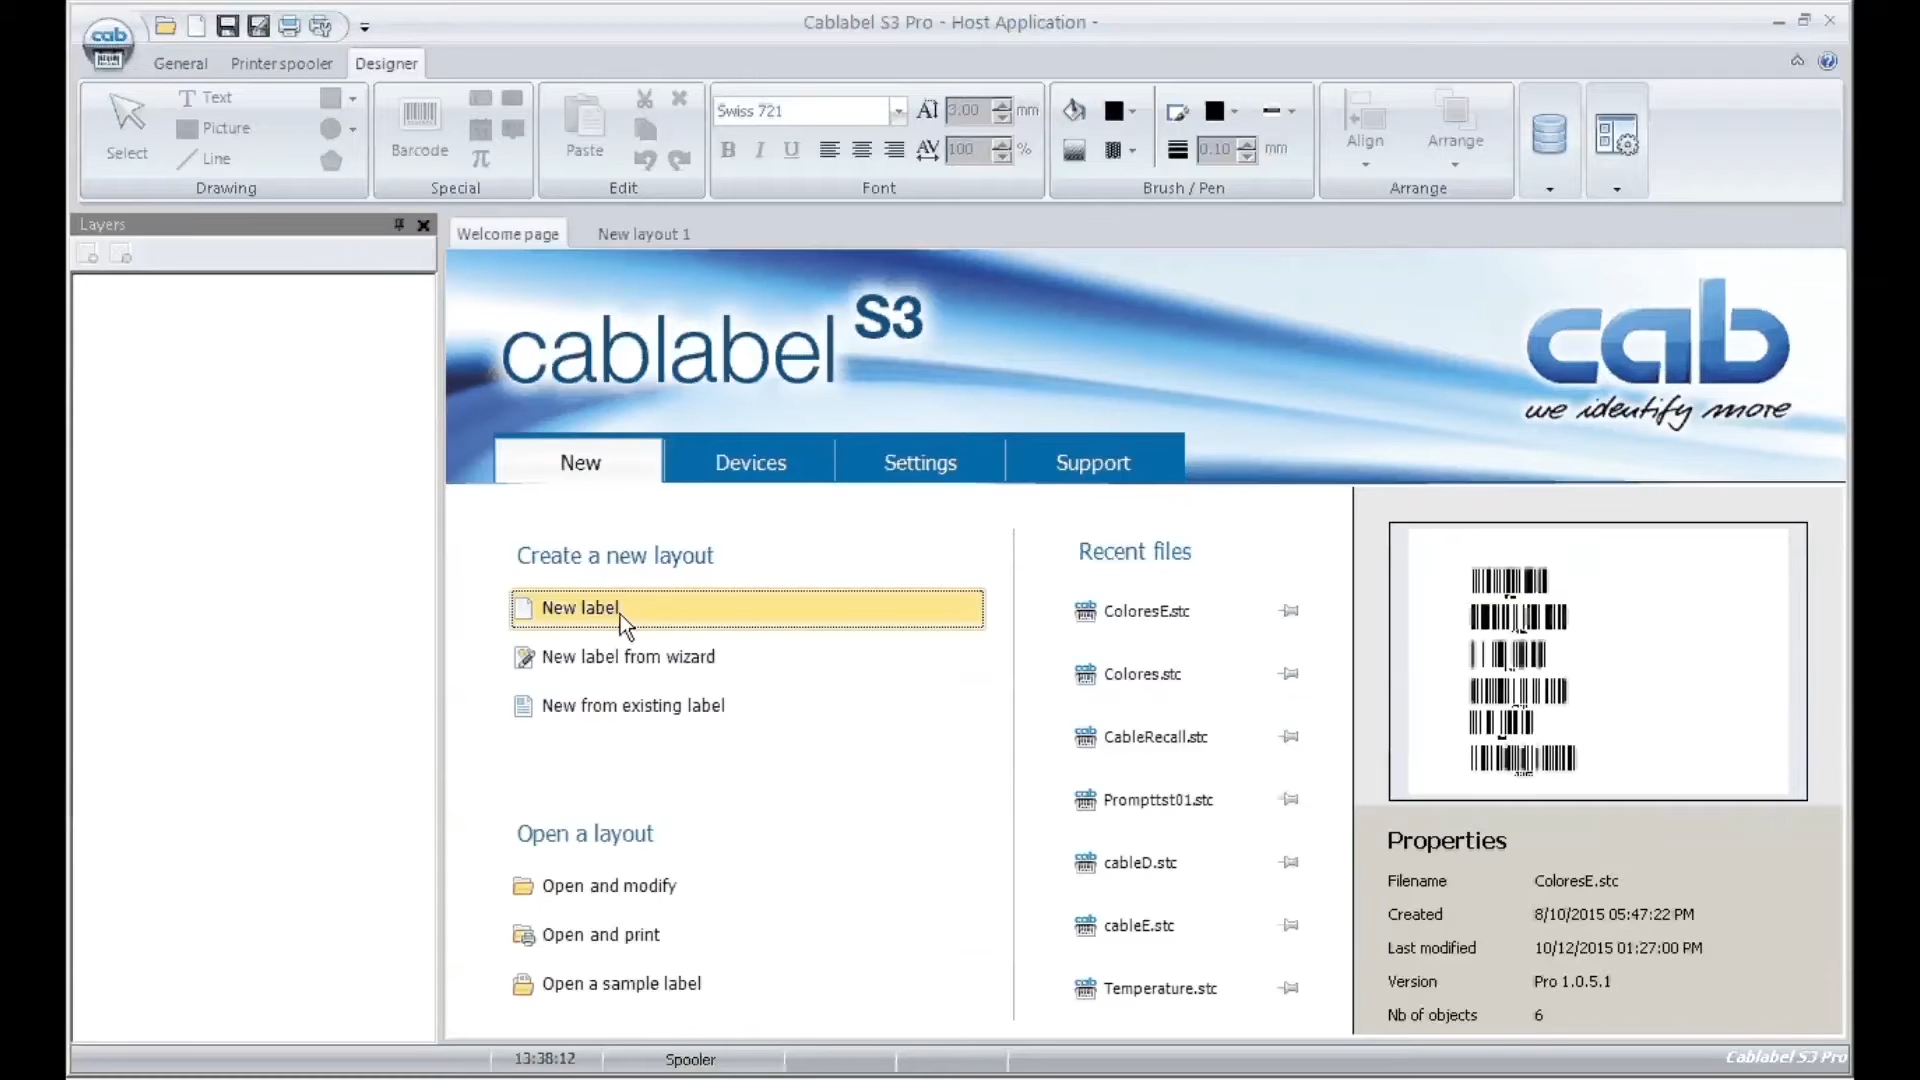 cab
Cablabel S3 Pro - Host Application -
General
Printer spooler
Designer
Select
Text
Picture
Line
Drawing
Barcode
π
Special
Paste
Edit
Swiss 721
3.00 mm
B I U
AV
100 %
Font
0.10 mm
Brush / Pen
Align
Arrange
Arrange
Layers
Welcome page
New layout 1
cablabel S3
cab
we identify more
New
Devices
Settings
Support
Create a new layout
New label
New label from wizard
New from existing label
Open a layout
Open and modify
Open and print
Open a sample label
Recent files
ColoresE.stc
Colores.stc
CableRecall.stc
Prompttst01.stc
cableD.stc
cableE.stc
Temperature.stc
Properties
Filename ColoresE.stc
Created 8/10/2015 05:47:22 PM
Last modified 10/12/2015 01:27:00 PM
Version Pro 1.0.5.1
Nb of objects 6
13:38:12
Spooler
Cablabel S3 Pro